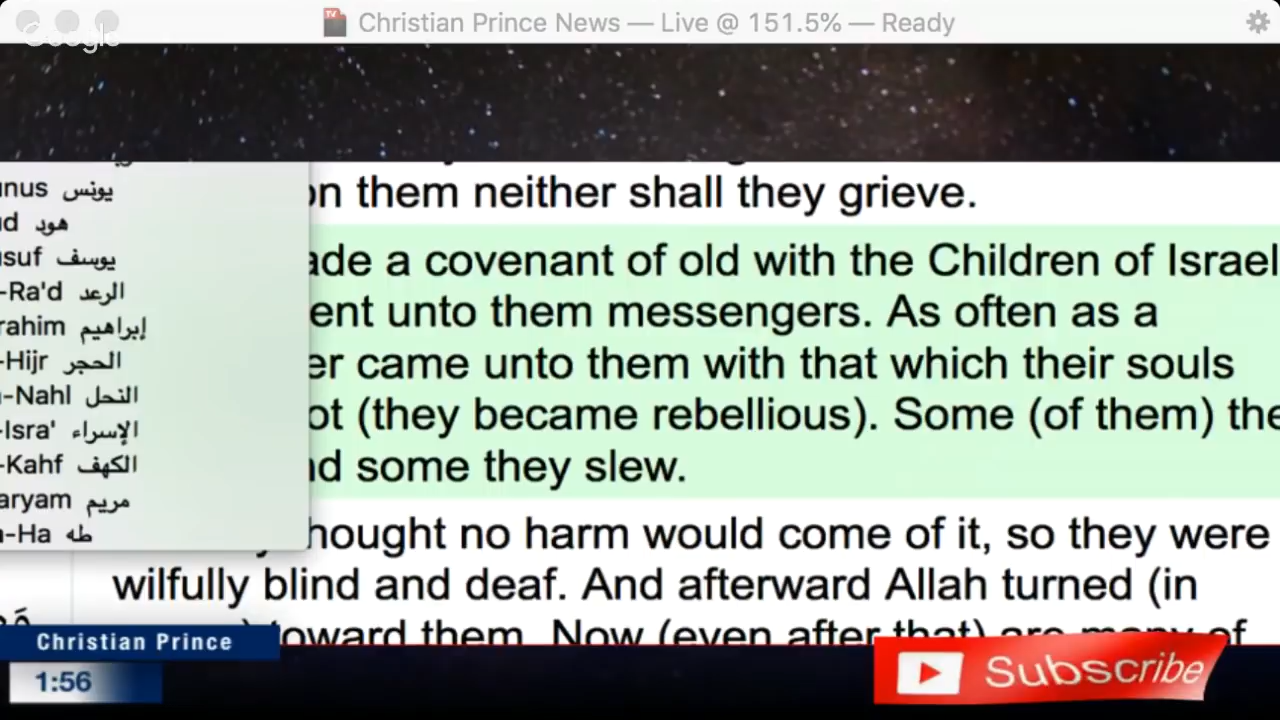 Christian Prince News — Live @ 151.5% — Ready
Google
on them neither shall they grieve.
ade a covenant of old with the Children of Israel
ent unto them messengers. As often as a
er came unto them with that which their souls
ot (they became rebellious). Some (of them) the
nd some they slew.
hought no harm would come of it, so they were
wilfully blind and deaf. And afterward Allah turned (in
toward them. Now (even after that) are many of
unus يونس
d هود
suf يوسف
-Ra'd الرعد
rahim إبراهيم
-Hijr الحجر
-Nahl النحل
-Isra' الإسراء
-Kahf الكهف
aryam مريم
-Ha طه
Christian Prince
1:56
Subscribe